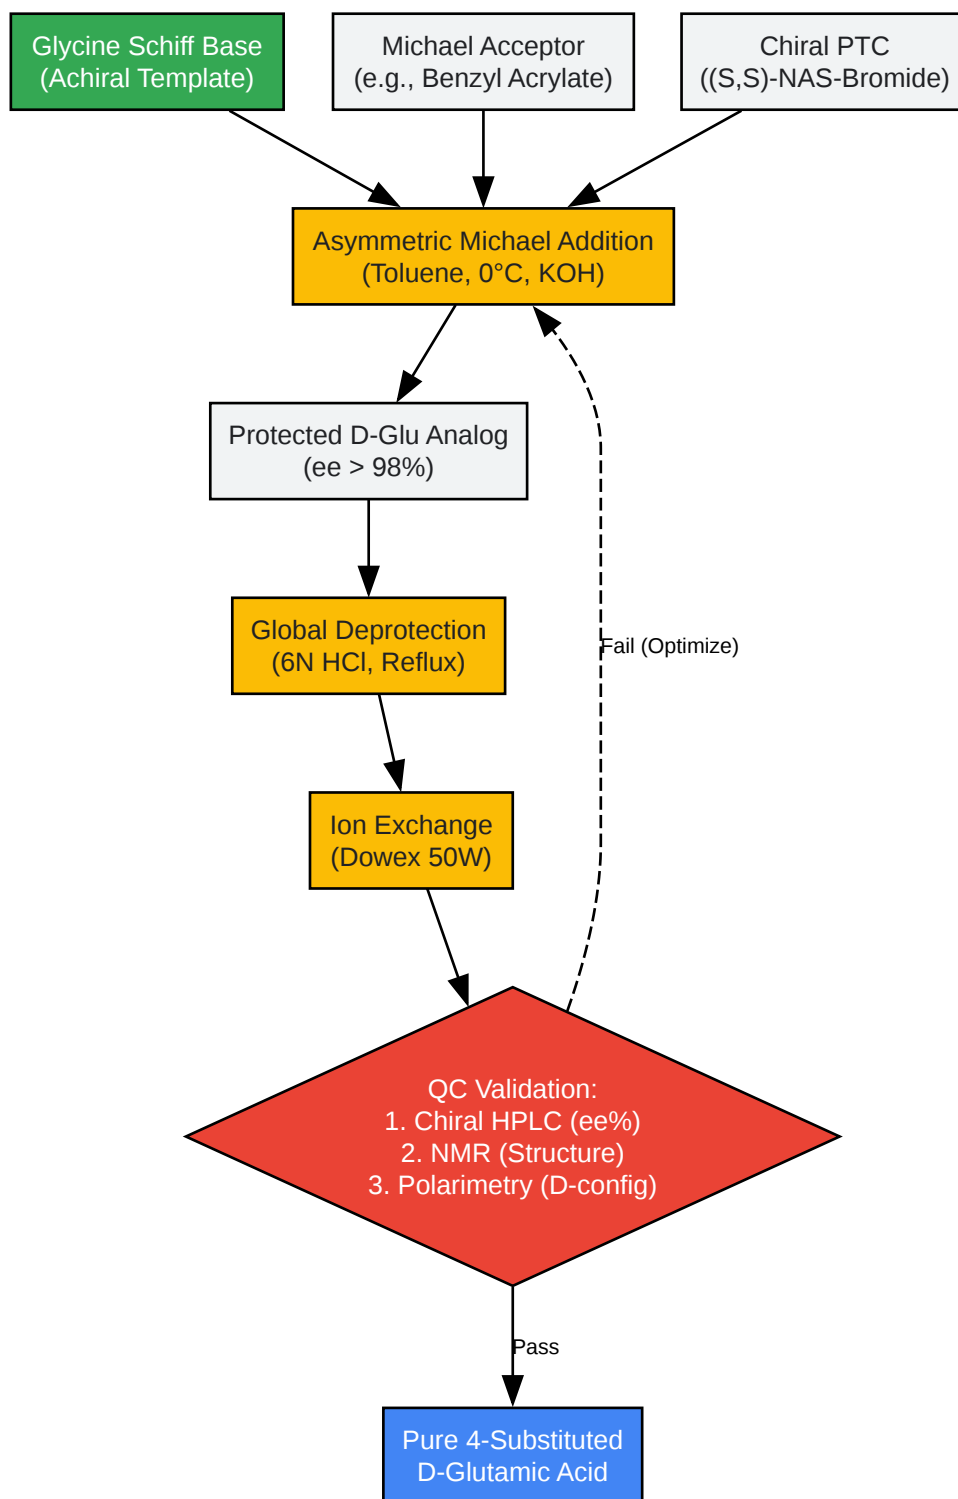 Glycine Schiff Base
(Achiral Template)
Michael Acceptor
(e.g., Benzyl Acrylate)
Chiral PTC
((S,S)-NAS-Bromide)
Asymmetric Michael Addition
(Toluene, 0°C, KOH)
Protected D-Glu Analog
(ee > 98%)
Global Deprotection
(6N HCl, Reflux)
Fail (Optimize)
Ion Exchange
(Dowex 50W)
QC Validation:
1. Chiral HPLC (ee%)
2. NMR (Structure)
3. Polarimetry (D-config)
Pass
Pure 4-Substituted
D-Glutamic Acid